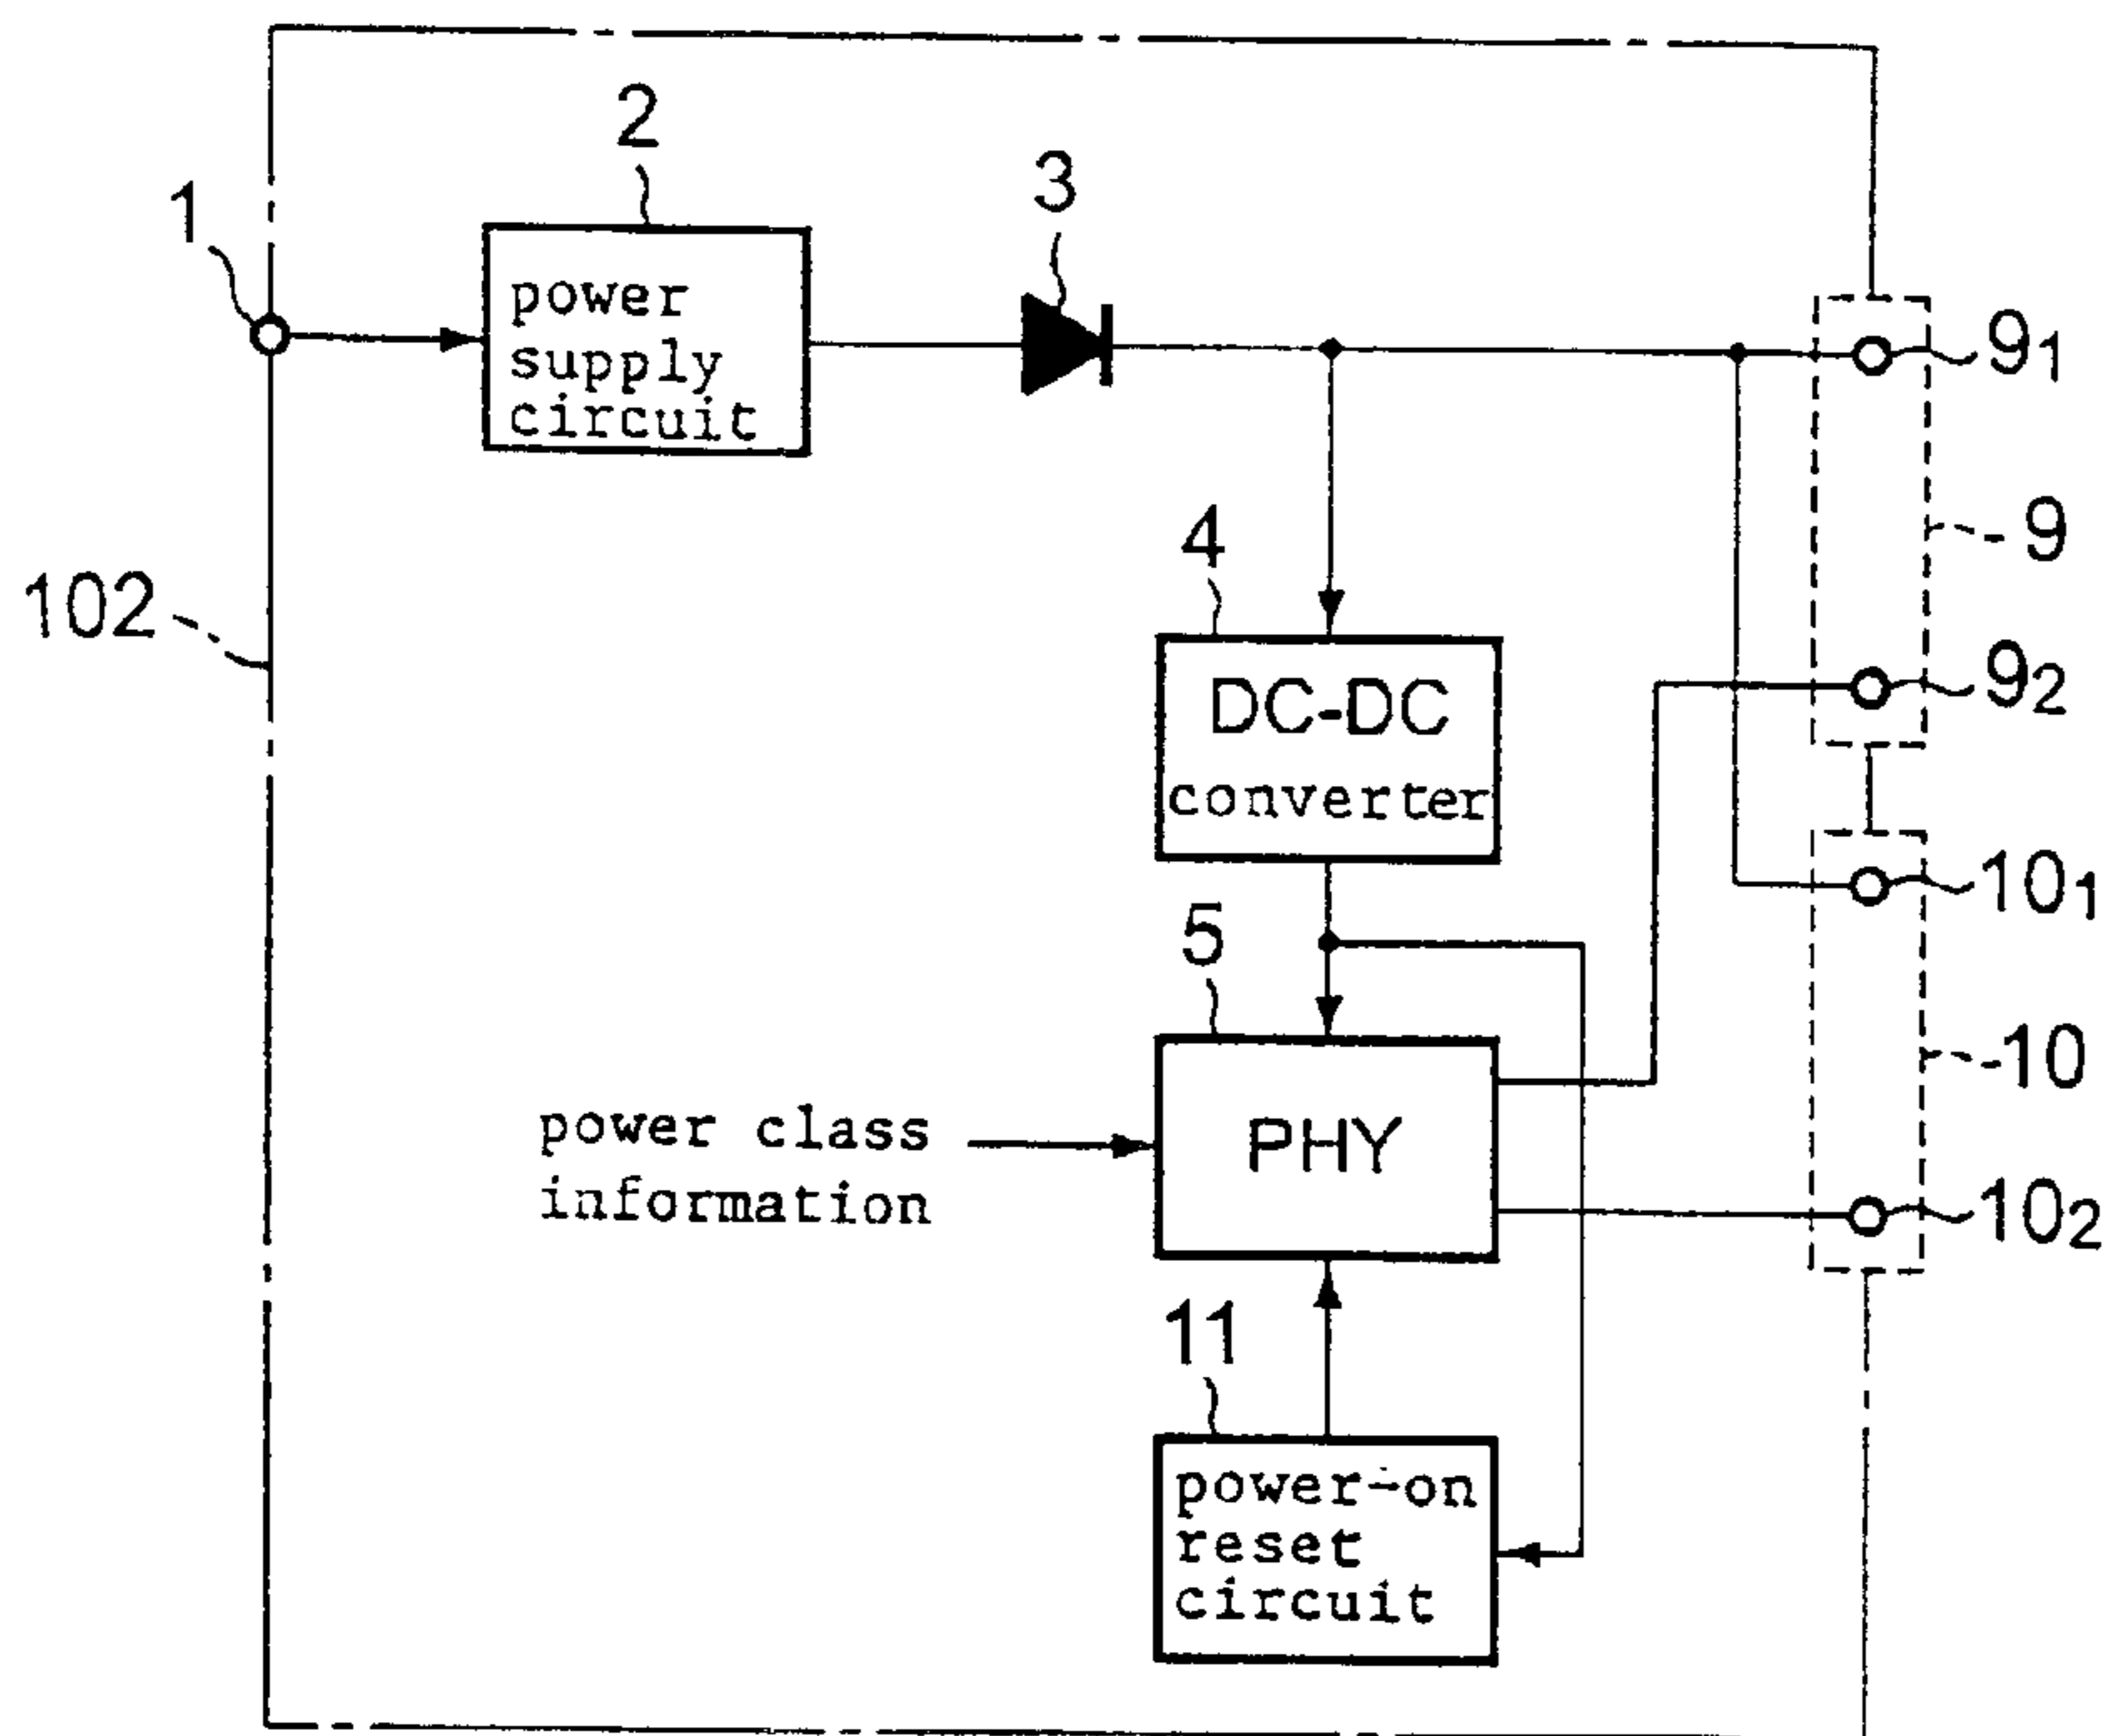 2
3
1
power
supply
circuit
9₁
9
4
102
9₂
DC-DC
converter
10₁
5
10
power class
information
PHY
10₂
11
power-on
reset
circuit